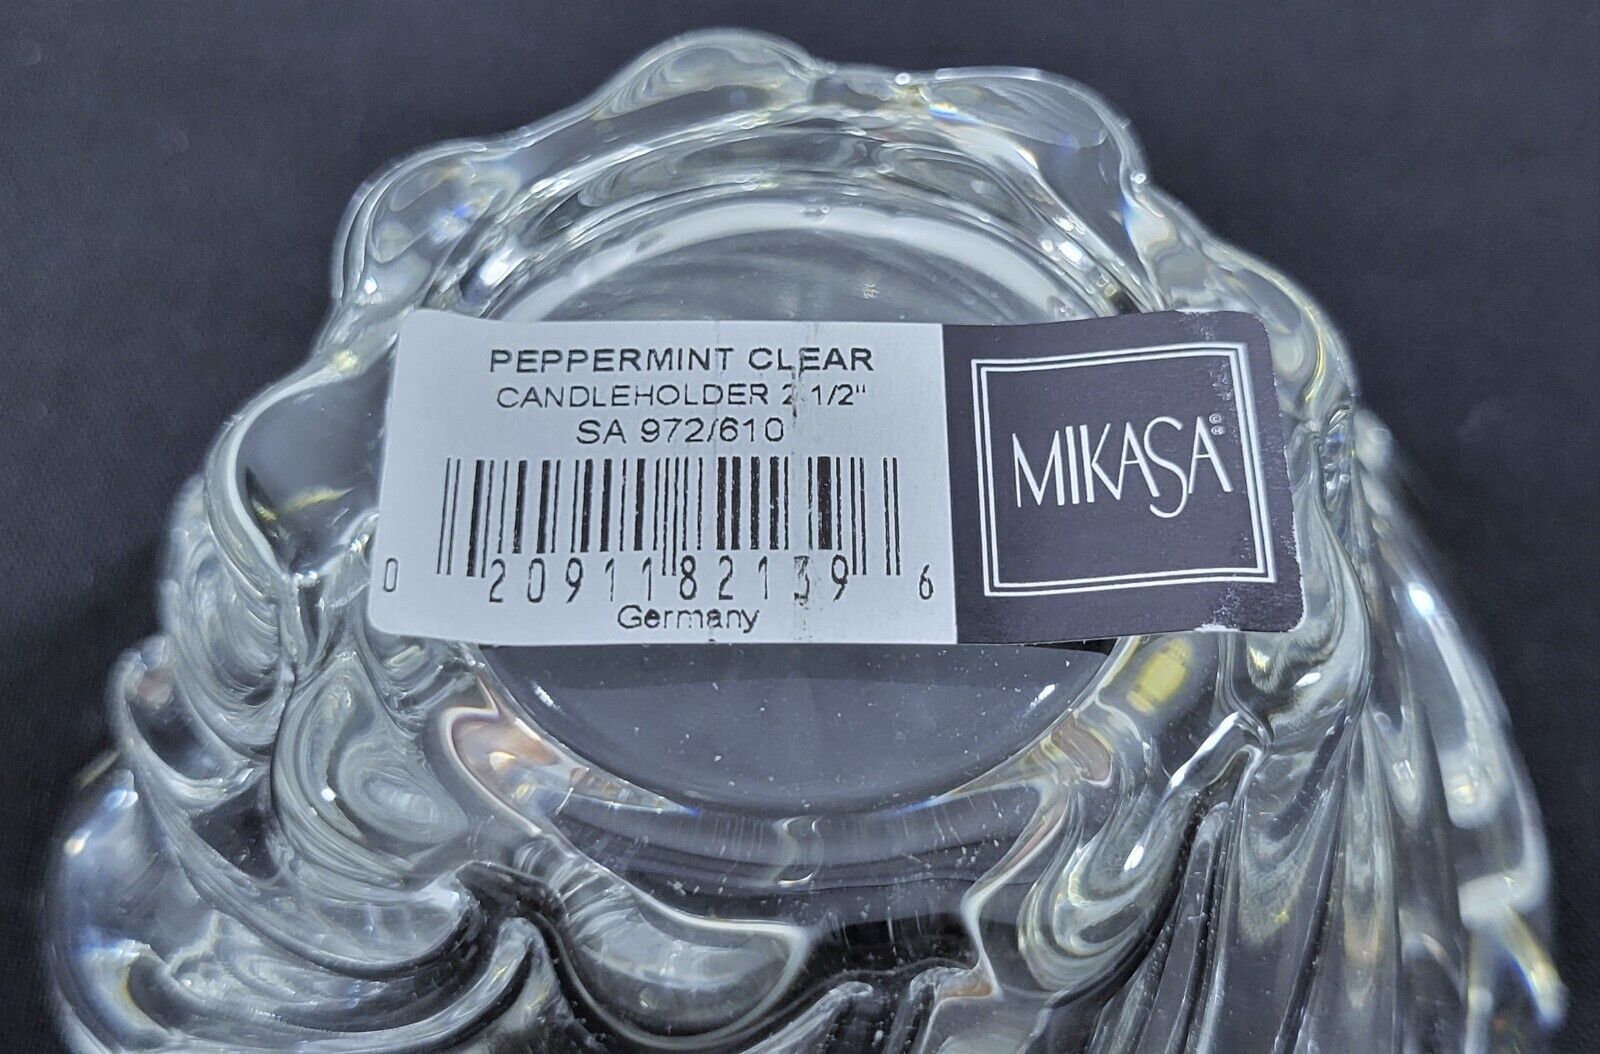 PEPPERMINT CLEAR
CANDLEHOLDER 2 1/2"
SA 972/610
0 20911 82139 6
Germany
MIKASA